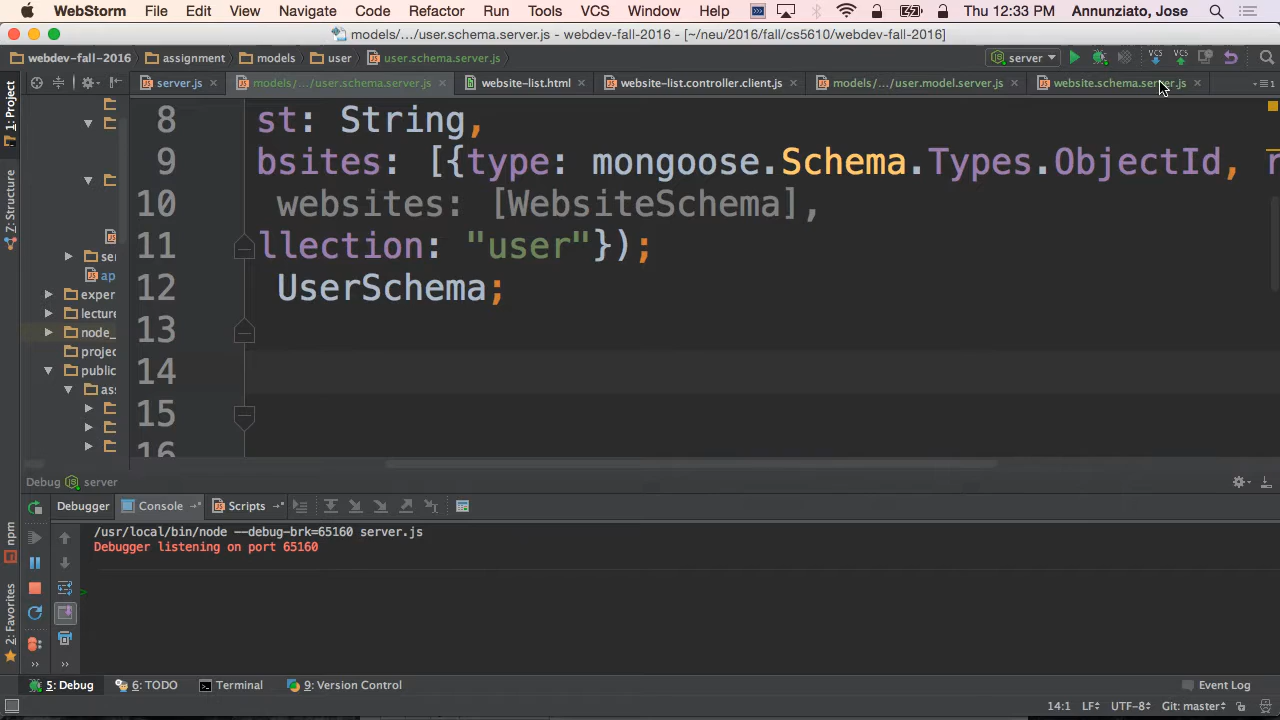 WebStorm File Edit View Navigate Code Refactor Run Tools VCS Window Help Thu 12:33 PM Annunziato, Jose
models/.../user.schema.server.js - webdev-fall-2016 - [~/neu/2016/fall/cs5610/webdev-fall-2016]
webdev-fall-2016 assignment models user user.schema.server.js server VCS VCS
1: Project
Z: Structure
npm
2: Favorites
server.js models/.../user.schema.server.js website-list.html website-list.controller.client.js models/.../user.model.server.js website.schema.server.js 1
se
ap
exper
lecture
node_
projec
public
ass
8 st: String,
9 bsites: [{type: mongoose.Schema.Types.ObjectId, r
10 websites: [WebsiteSchema],
11 llection: "user"});
12 UserSchema;
13
14
15
16
Debug server
Debugger Console Scripts
/usr/local/bin/node --debug-brk=65160 server.js
Debugger listening on port 65160
>
5: Debug 6: TODO Terminal 9: Version Control Event Log
14:1 LF UTF-8 Git: master